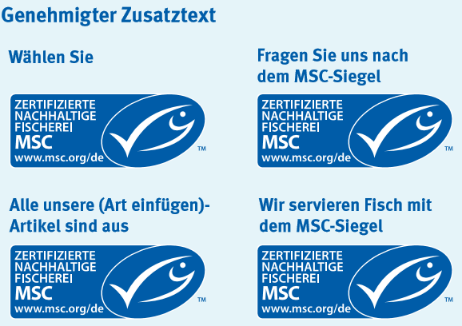 Genehmigter Zusatztext
Wählen Sie
ZERTIFIZIERTE
NACHHALTIGE
FISCHEREI
MSC
www.msc.org/de
TM
Fragen Sie uns nach
dem MSC-Siegel
ZERTIFIZIERTE
NACHHALTIGE
FISCHEREI
MSC
www.msc.org/de
TM
Alle unsere (Art einfügen)-
Artikel sind aus
ZERTIFIZIERTE
NACHHALTIGE
FISCHEREI
MSC
www.msc.org/de
TM
Wir servieren Fisch mit
dem MSC-Siegel
ZERTIFIZIERTE
NACHHALTIGE
FISCHEREI
MSC
www.msc.org/de
TM